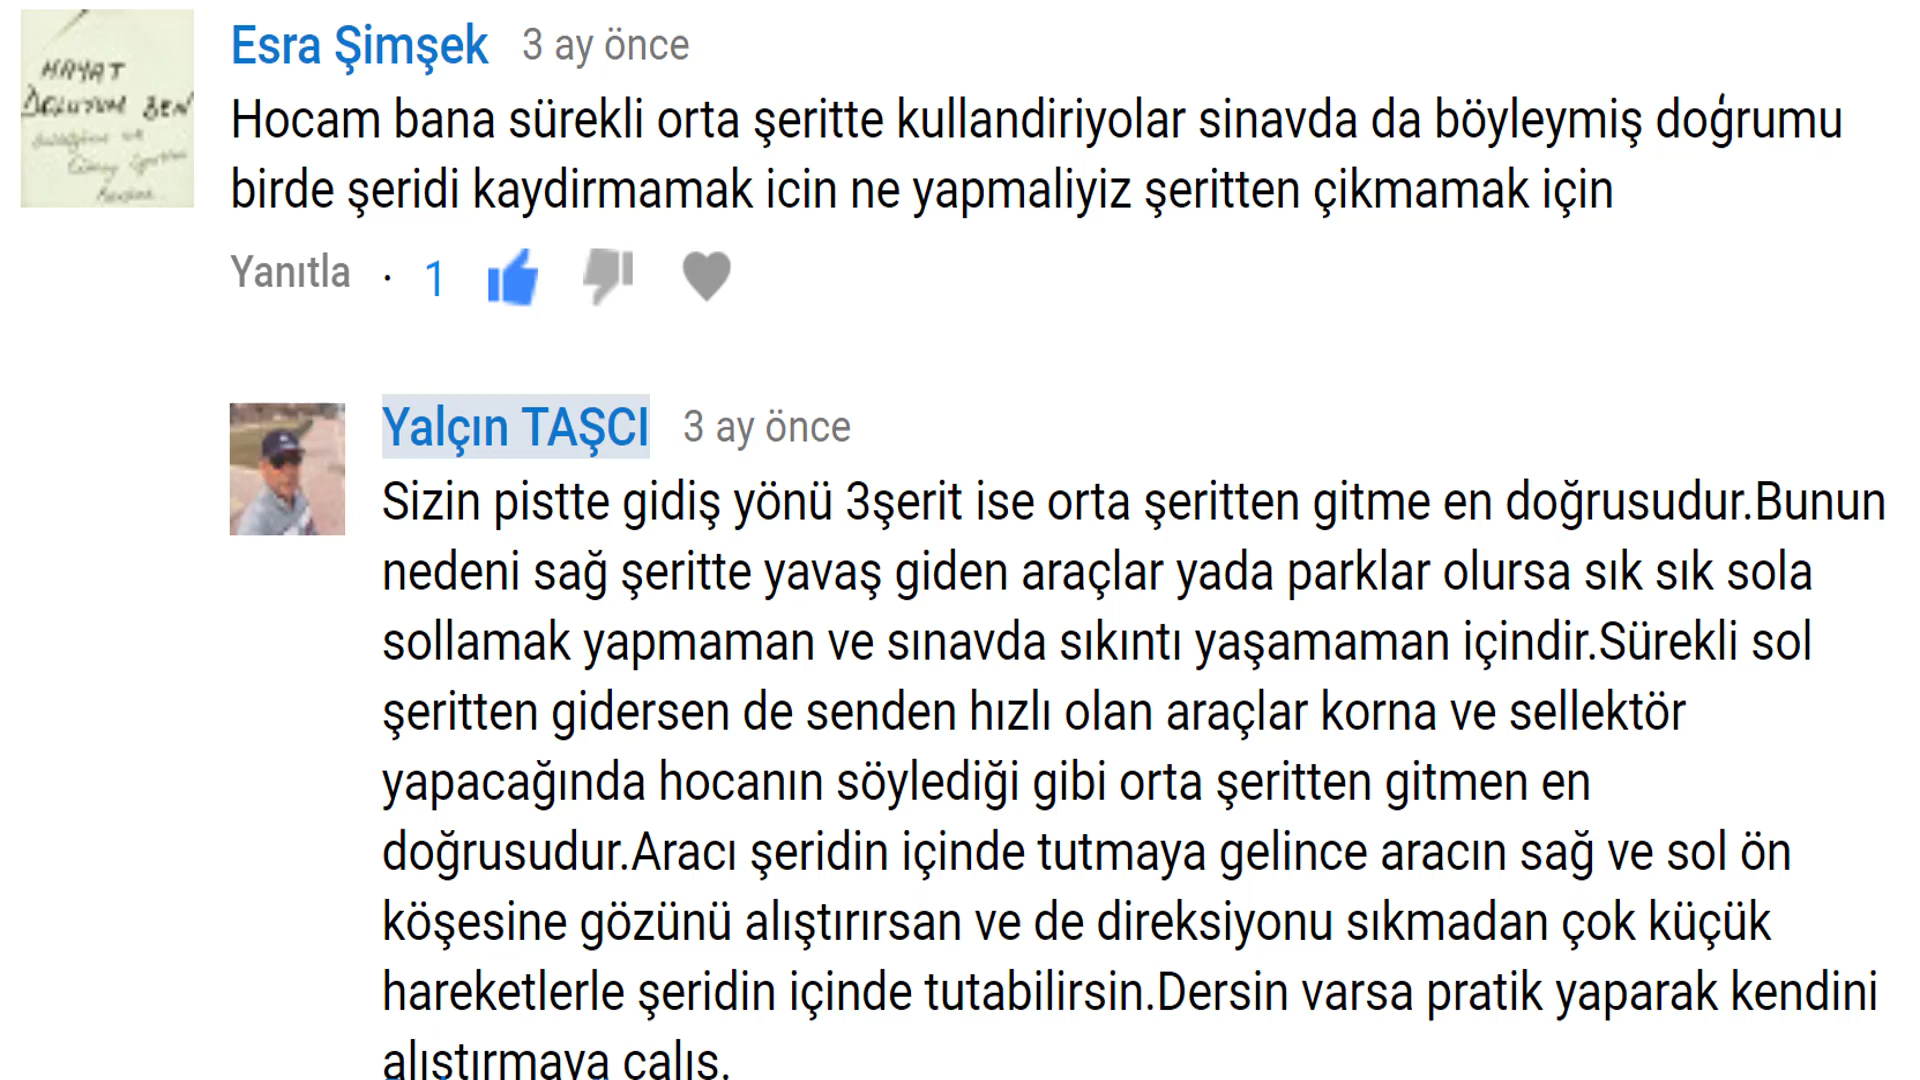 HAYAT
BEN
Esra Şimşek 3 ay önce
Hocam bana sürekli orta şeritte kullandiriyolar sinavda da böyleymiş doģrumu
birde şeridi kaydirmamak icin ne yapmaliyiz şeritten çikmamak için
Yanıtla · 1
Yalçın TAŞCI 3 ay önce
Sizin pistte gidiş yönü 3şerit ise orta şeritten gitme en doğrusudur.Bunun
nedeni sağ şeritte yavaş giden araçlar yada parklar olursa sık sık sola
sollamak yapmaman ve sınavda sıkıntı yaşamaman içindir.Sürekli sol
şeritten gidersen de senden hızlı olan araçlar korna ve sellektör
yapacağında hocanın söylediği gibi orta şeritten gitmen en
doğrusudur.Aracı şeridin içinde tutmaya gelince aracın sağ ve sol ön
köşesine gözünü alıştırırsan ve de direksiyonu sıkmadan çok küçük
hareketlerle şeridin içinde tutabilirsin.Dersin varsa pratik yaparak kendini
alıştırmaya çalış.